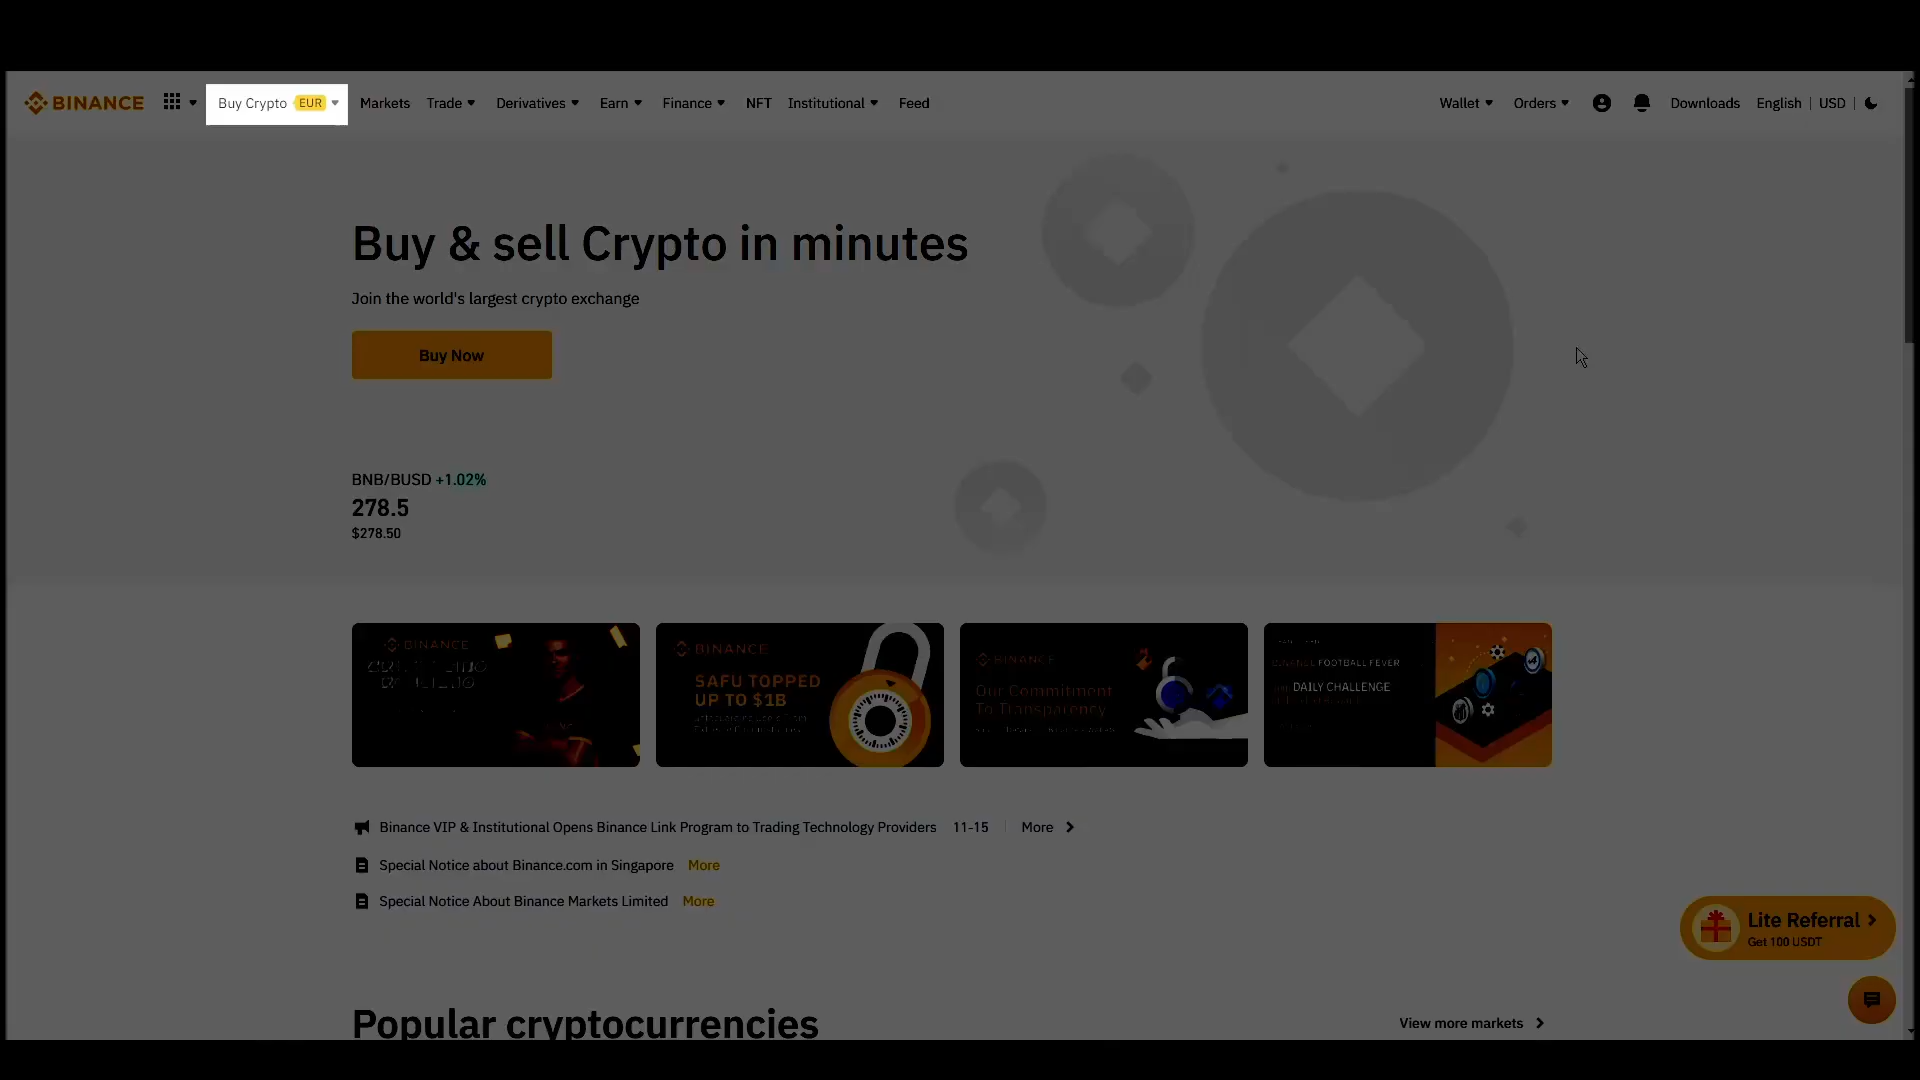 BINANCE Buy Crypto EUR Markets Trade Derivatives Earn Finance NFT Institutional Feed Wallet Orders Downloads English | USD
Buy & sell Crypto in minutes
Join the world's largest crypto exchange
Buy Now
BNB/BUSD +1.02%
278.5
$278.50
BINANCE
BINANCE
SAFU TOPPED
UP TO $1B
BINANCE
Our Commitment
To Transparency
FOOTBALL FEVER
DAILY CHALLENGE
Binance VIP & Institutional Opens Binance Link Program to Trading Technology Providers 11-15 More
Special Notice about Binance.com in Singapore More
Special Notice About Binance Markets Limited More
Lite Referral
Get 100 USDT
Popular cryptocurrencies
View more markets